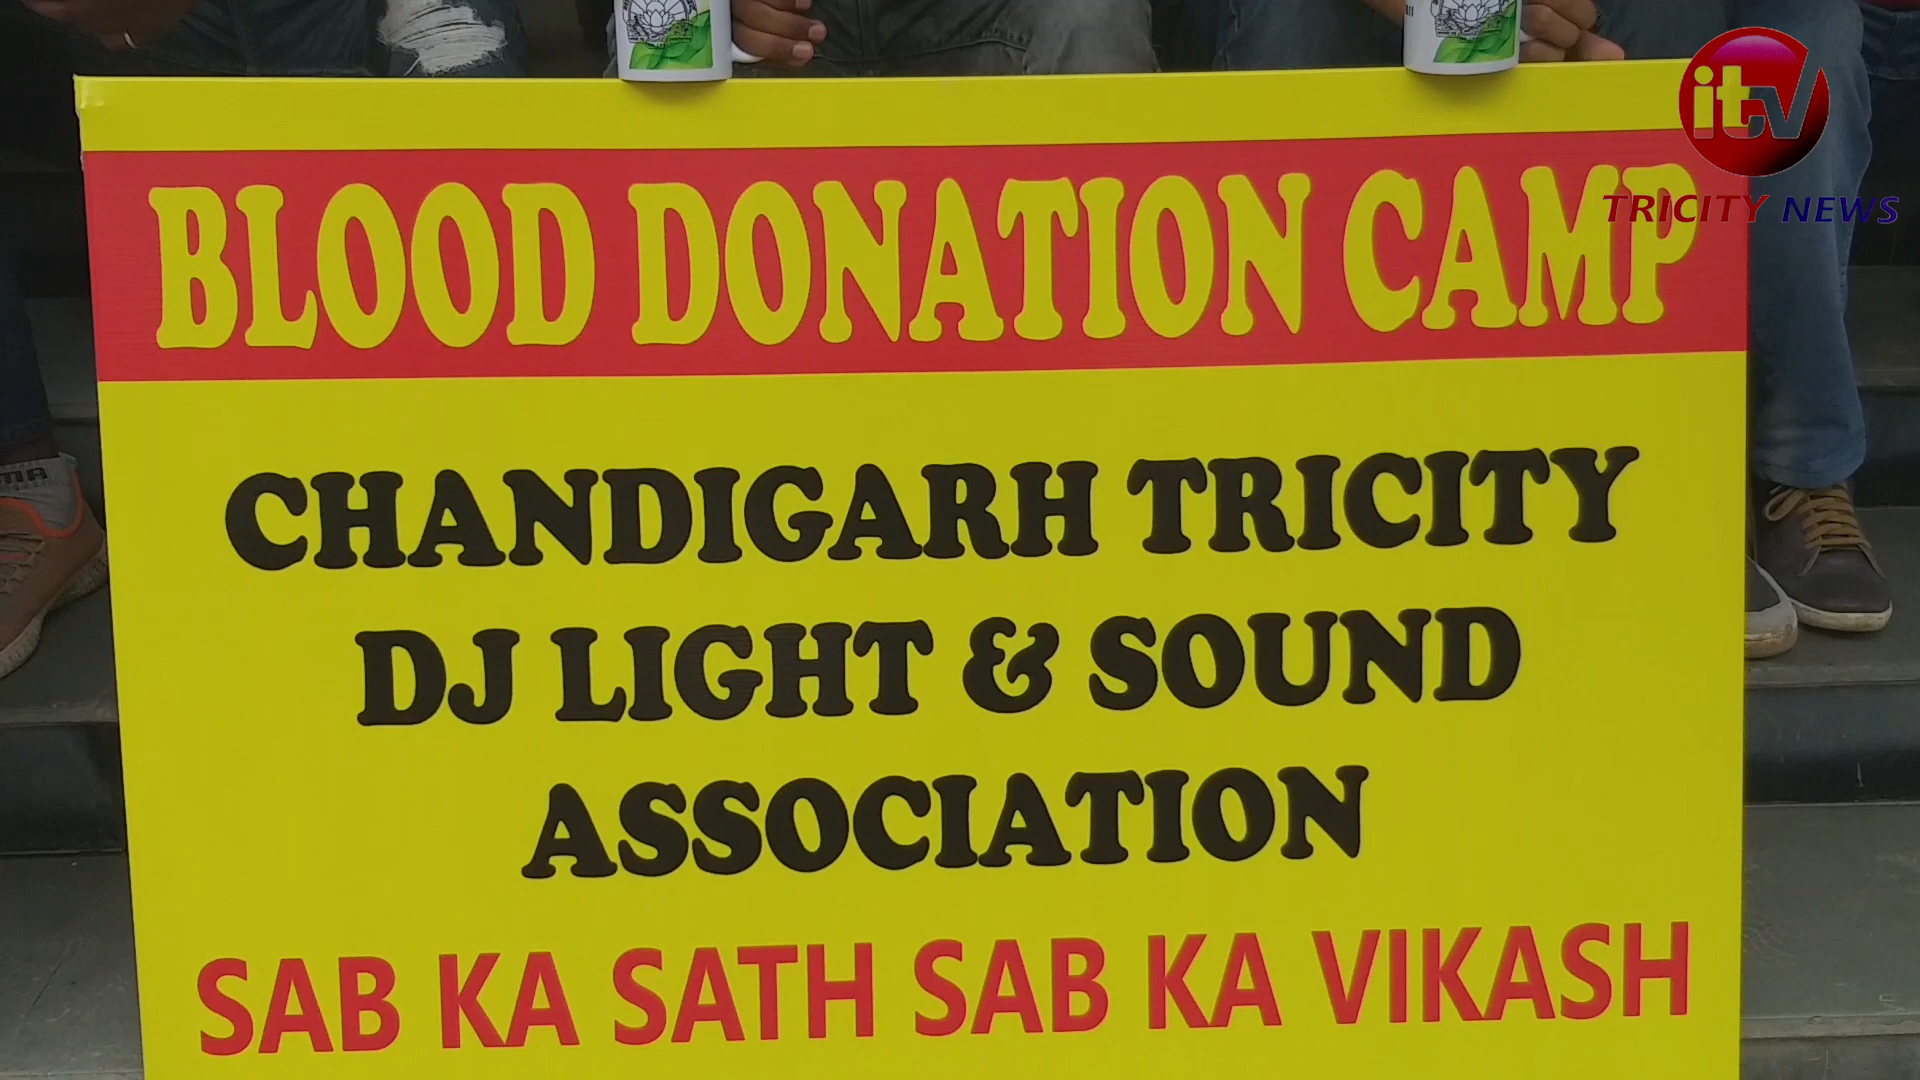 itv
TRICITY NEWS
BLOOD DONATION CAMP
CHANDIGARH TRICITY
DJ LIGHT & SOUND
ASSOCIATION
SAB KA SATH SAB KA VIKASH